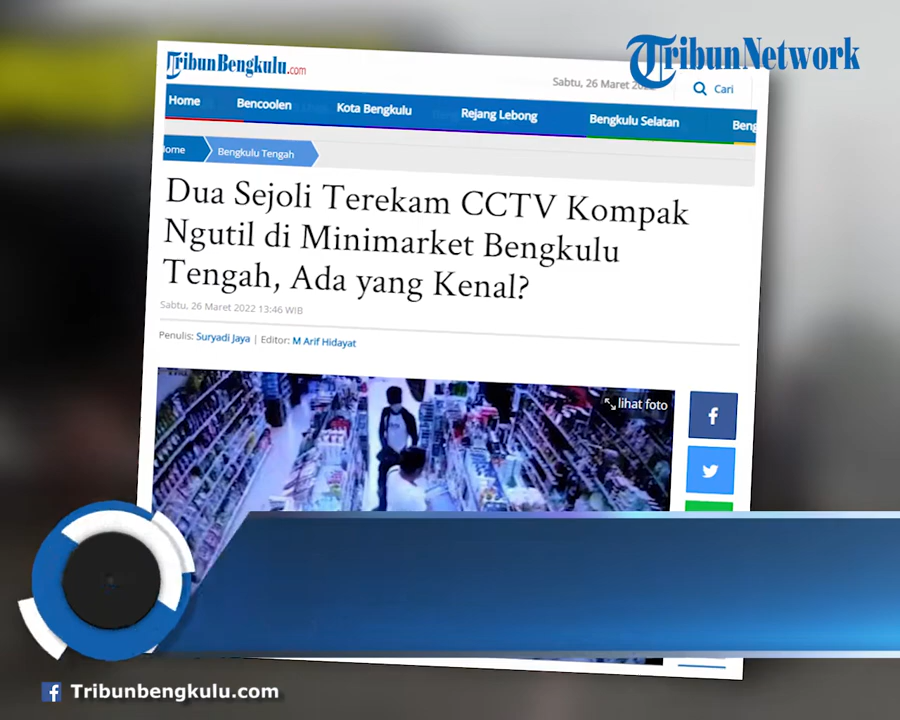 TribunNetwork
TribunBengkulu.com
Sabtu, 26 Maret
Cari
Home Bencoolen Kota Bengkulu Rejang Lebong Bengkulu Selatan Beng
ome Bengkulu Tengah
Dua Sejoli Terekam CCTV Kompak
Ngutil di Minimarket Bengkulu
Tengah, Ada yang Kenal?
Sabtu, 26 Maret 2022 13:46 WIB
Penulis: Suryadi Jaya | Editor: M Arif Hidayat
lihat foto
Tribunbengkulu.com